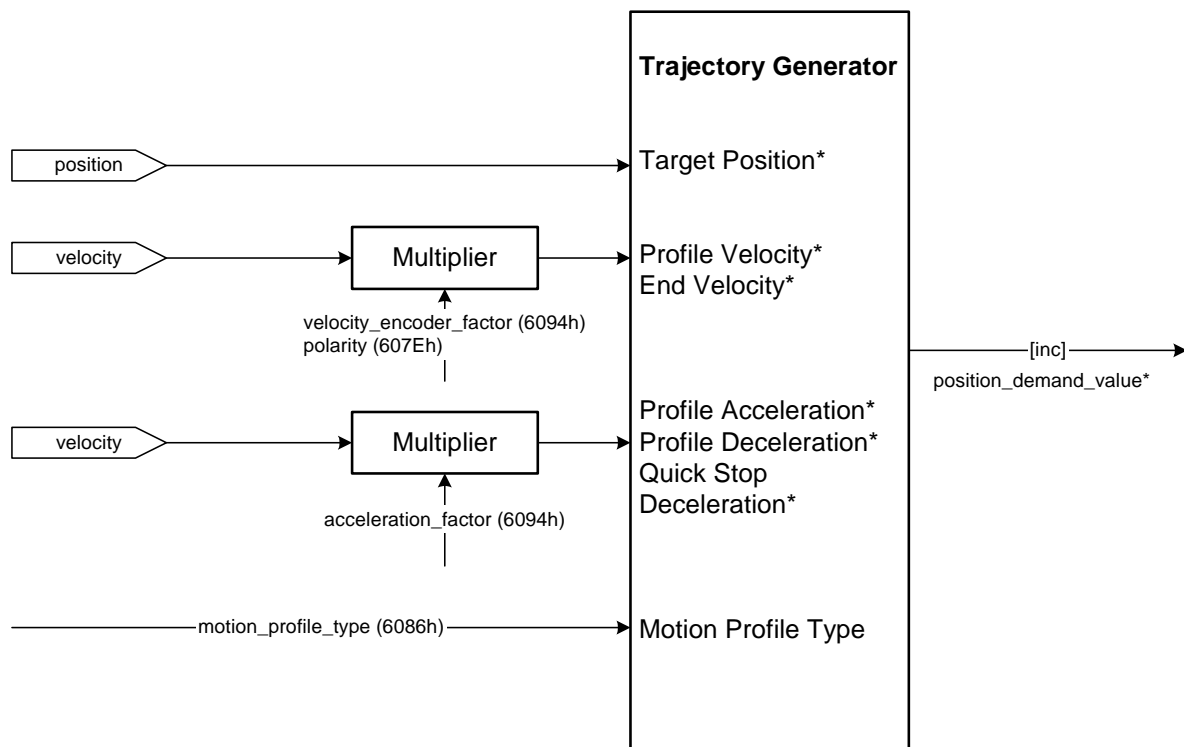 Trajectory Generator
position
Target Position*
velocity
Multiplier
Profile Velocity*
End Velocity*
velocity_encoder_factor (6094h)
polarity (607Eh)
[inc]
position_demand_value*
velocity
Multiplier
Profile Acceleration*
Profile Deceleration*
Quick Stop
Deceleration*
acceleration_factor (6094h)
motion_profile_type (6086h)
Motion Profile Type